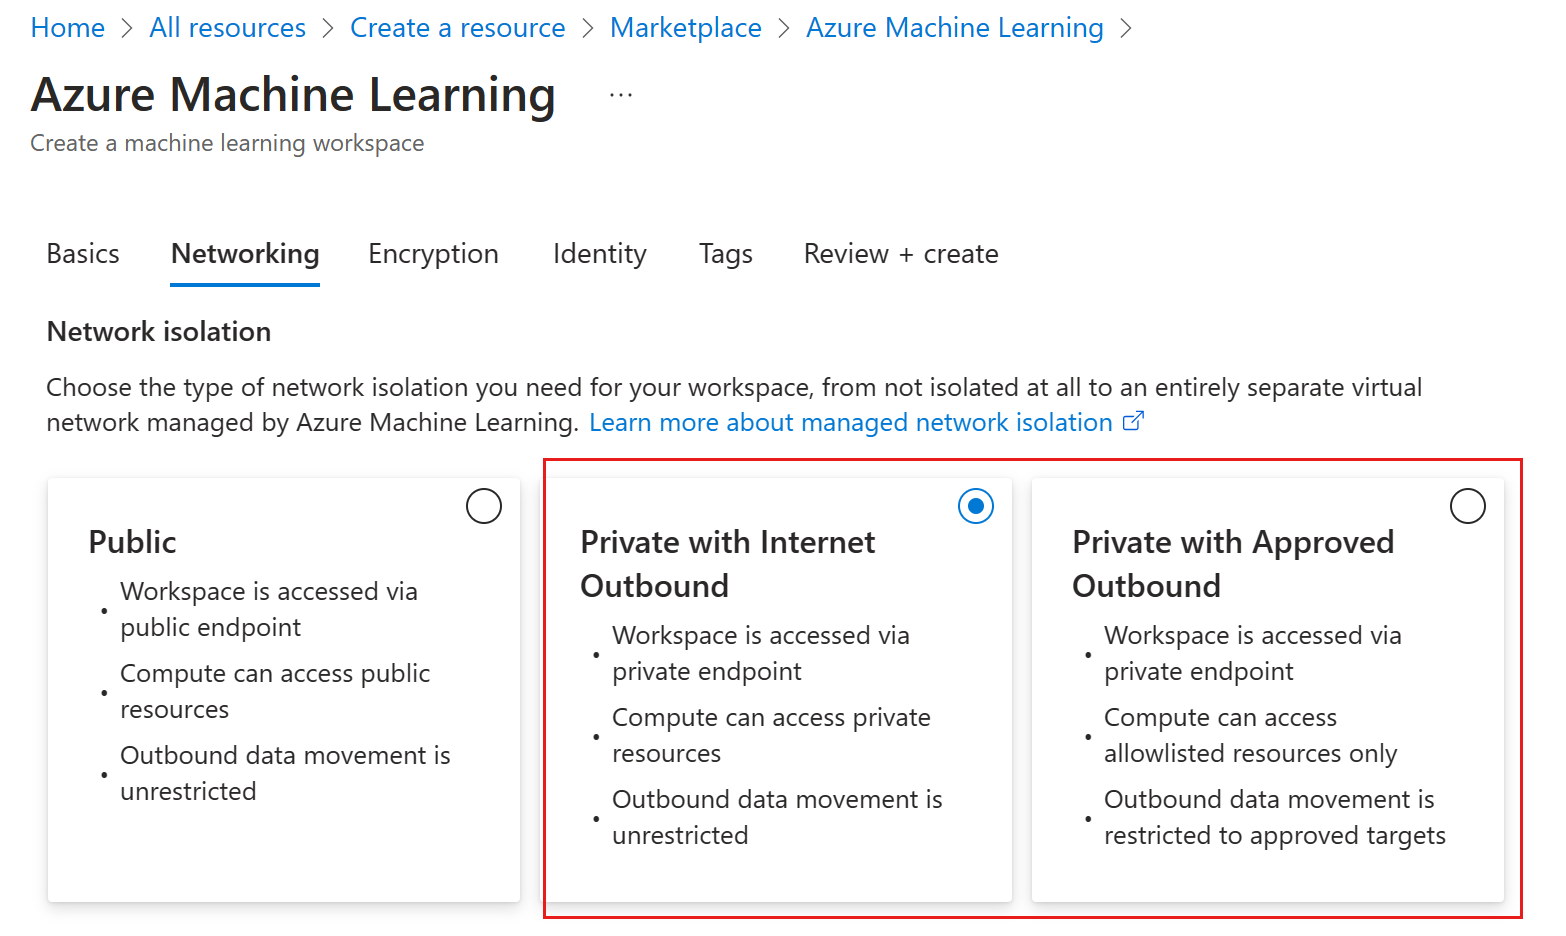 Home > All resources > Create a resource > Marketplace > Azure Machine Learning >
Azure Machine Learning ...
Create a machine learning workspace
Basics Networking Encryption Identity Tags Review + create
Network isolation
Choose the type of network isolation you need for your workspace, from not isolated at all to an entirely separate virtual
network managed by Azure Machine Learning. Learn more about managed network isolation
Public
• Workspace is accessed via
public endpoint
• Compute can access public
resources
• Outbound data movement is
unrestricted
Private with Internet
Outbound
• Workspace is accessed via
private endpoint
• Compute can access private
resources
• Outbound data movement is
unrestricted
Private with Approved
Outbound
• Workspace is accessed via
private endpoint
• Compute can access
allowlisted resources only
• Outbound data movement is
restricted to approved targets